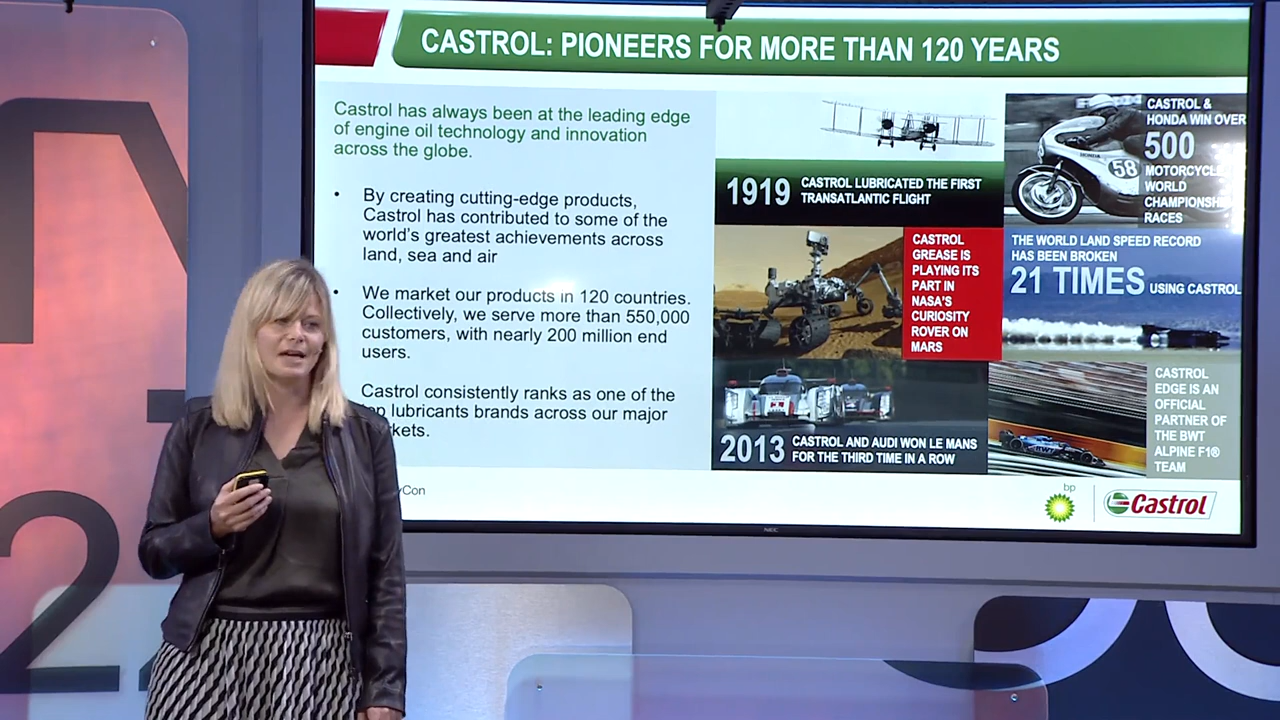 CASTROL: PIONEERS FOR MORE THAN 120 YEARS
Castrol has always been at the leading edge
of engine oil technology and innovation
across the globe.
• By creating cutting-edge products,
Castrol has contributed to some of the
world's greatest achievements across
land, sea and air
• We market our products in 120 countries.
Collectively, we serve more than 550,000
customers, with nearly 200 million end
users.
Castrol consistently ranks as one of the
lubricants brands across our major
1919 CASTROL LUBRICATED THE FIRST
TRANSATLANTIC FLIGHT
CASTROL &
HONDA WIN OVER
500
MOTORCYCLE
WORLD
CHAMPIONSH
RACES
HONDA
58
CASTROL
GREASE IS
PLAYING ITS
PART IN
NASA'S
CURIOSITY
ROVER ON
MARS
THE WORLD LAND SPEED RECORD
HAS BEEN BROKEN
21 TIMES USING CASTROL
2013 CASTROL AND AUDI WON LE MANS
FOR THE THIRD TIME IN A ROW
CASTROL
EDGE IS AN
OFFICIAL
PARTNER OF
THE BWT
ALPINE F1®
TEAM
bp
Castrol
NEC
2